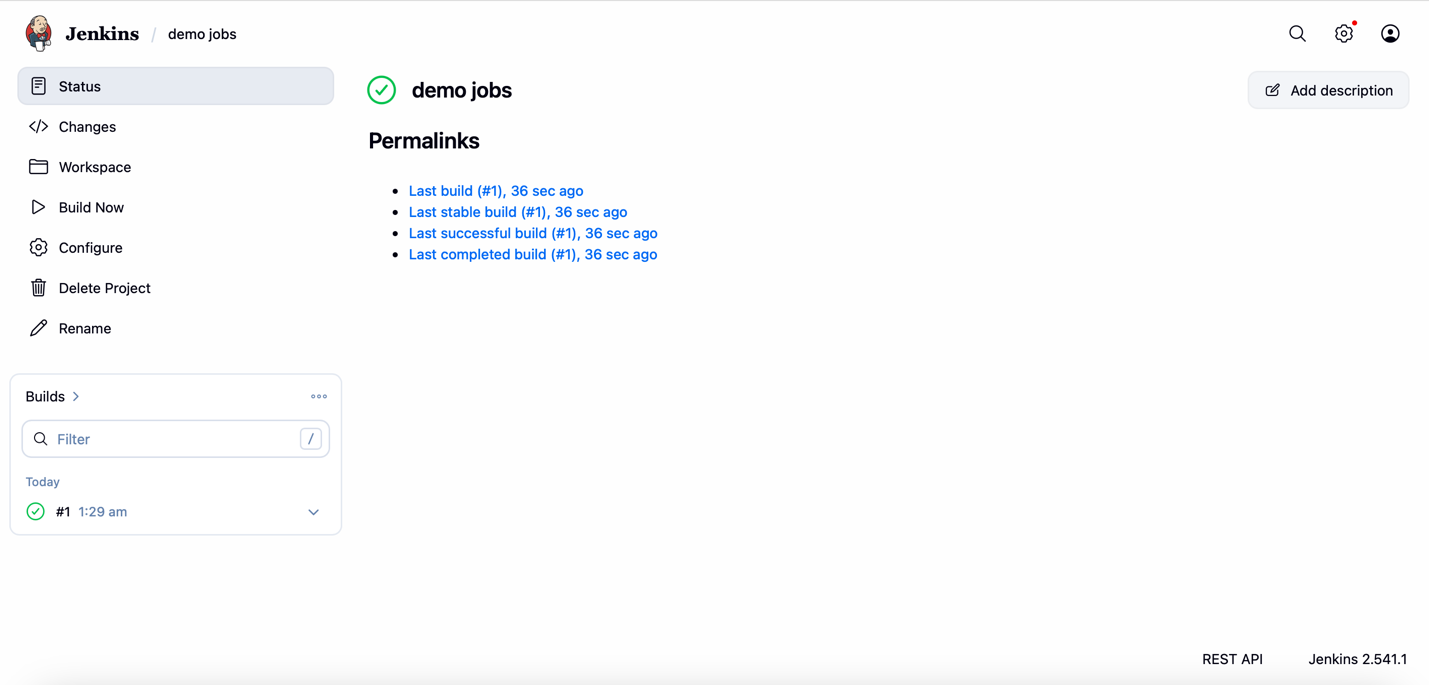 Jenkins / demo jobs
Status
Changes
Workspace
Build Now
Configure
Delete Project
Rename
Builds
Filter /
Today
#1 1:29 am
demo jobs
Add description
Permalinks
Last build (#1), 36 sec ago
Last stable build (#1), 36 sec ago
Last successful build (#1), 36 sec ago
Last completed build (#1), 36 sec ago
REST API Jenkins 2.541.1